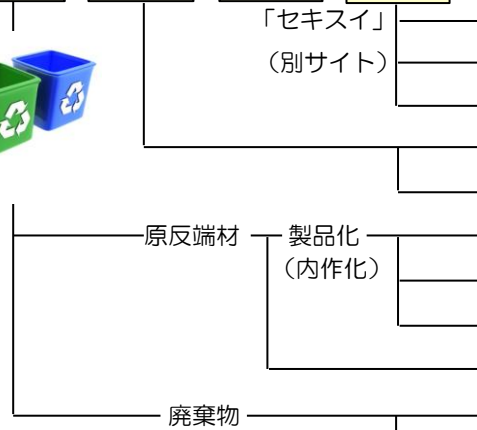 「セキスイ」
（別サイト）
原反端材
製品化
（内作化）
廃棄物